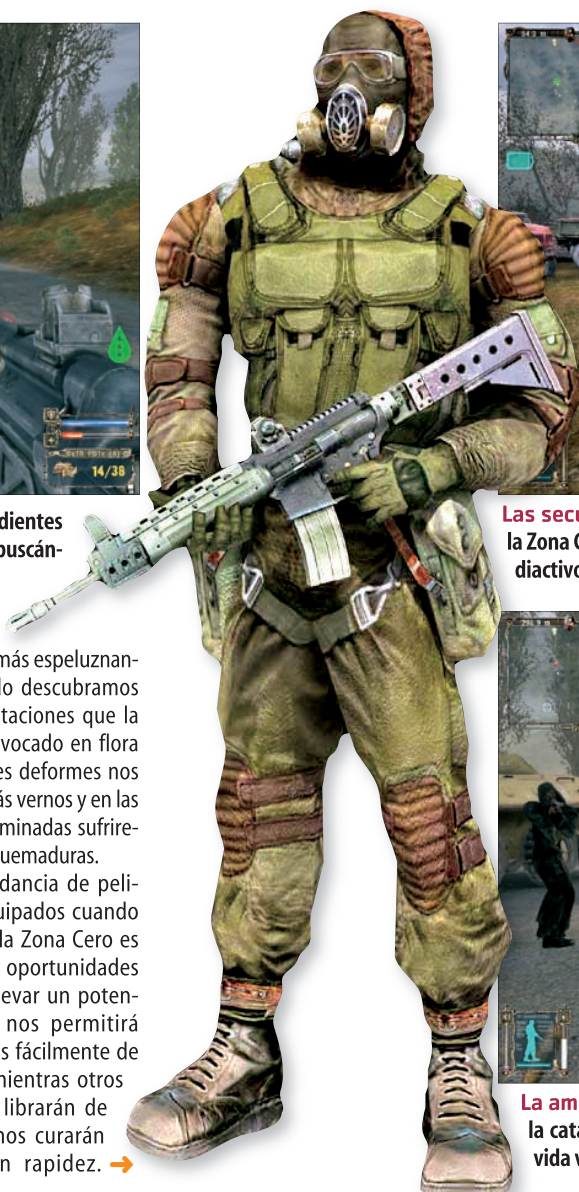 14/38
dientes
buscán-
más espeluznan-
lo descubramos
taciones que la
vocado en flora
es deformes nos
ás vernos y en las
minadas sufrire-
uemaduras.
dancia de peli-
uipados cuando
la Zona Cero es
oportunidades
evar un poten-
nos permitirá
s fácilmente de
mientras otros
librarán de
nos curarán
n rapidez. ➜
Las secu
la Zona C
diactivo
La am
la catá
vida v